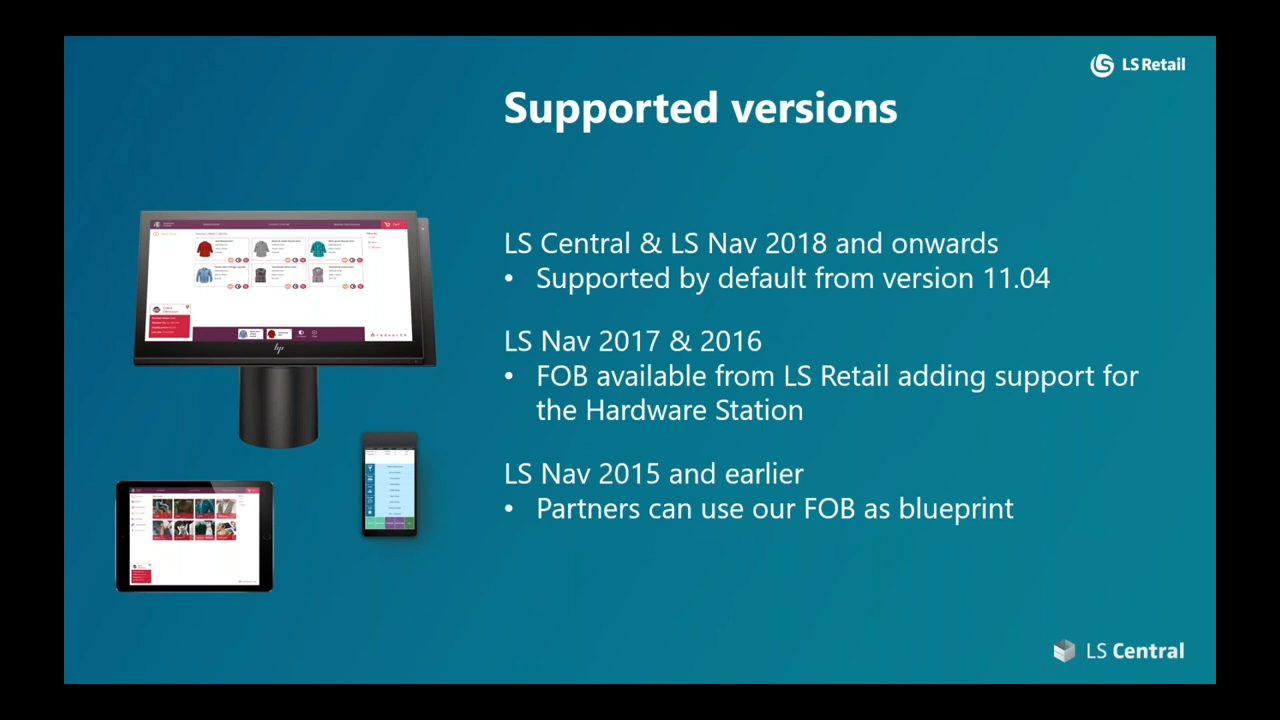 LS Retail
Supported versions
LS Central & LS Nav 2018 and onwards
• Supported by default from version 11.04
LS Nav 2017 & 2016
• FOB available from LS Retail adding support for
the Hardware Station
LS Nav 2015 and earlier
• Partners can use our FOB as blueprint
hp
LS Central